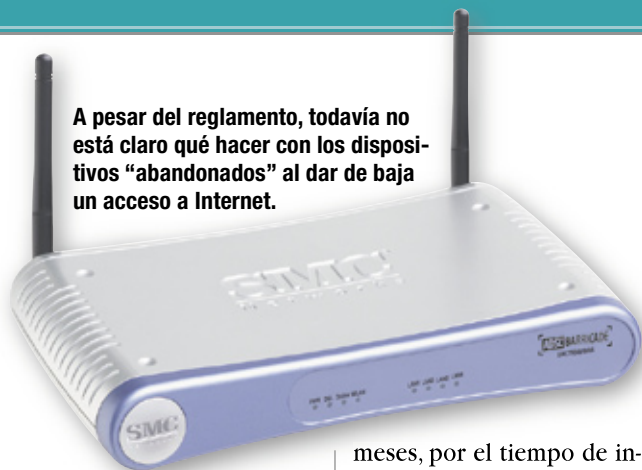 A pesar del reglamento, todavía no
está claro qué hacer con los disposi-
tivos “abandonados” al dar de baja
un acceso a Internet.
SMC
BARRICADE
SMC
meses, por el tiempo de in-